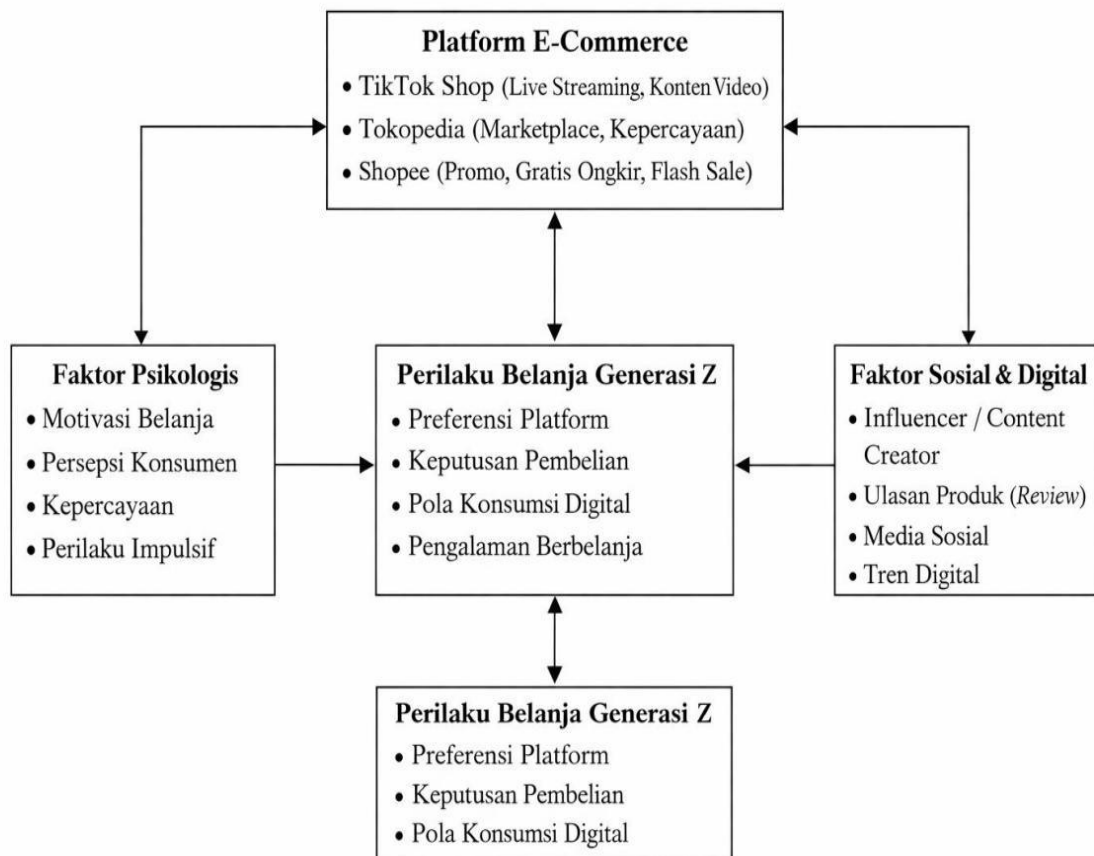 Platform E-Commerce
• TikTok Shop (Live Streaming, Konten Video)
• Tokopedia (Marketplace, Kepercayaan)
• Shopee (Promo, Gratis Ongkir, Flash Sale)
Faktor Psikologis
• Motivasi Belanja
• Persepsi Konsumen
• Kepercayaan
• Perilaku Impulsif
Perilaku Belanja Generasi Z
• Preferensi Platform
• Keputusan Pembelian
• Pola Konsumsi Digital
• Pengalaman Berbelanja
Faktor Sosial & Digital
• Influencer / Content
Creator
• Ulasan Produk (Review)
• Media Sosial
• Tren Digital
Perilaku Belanja Generasi Z
• Preferensi Platform
• Keputusan Pembelian
• Pola Konsumsi Digital